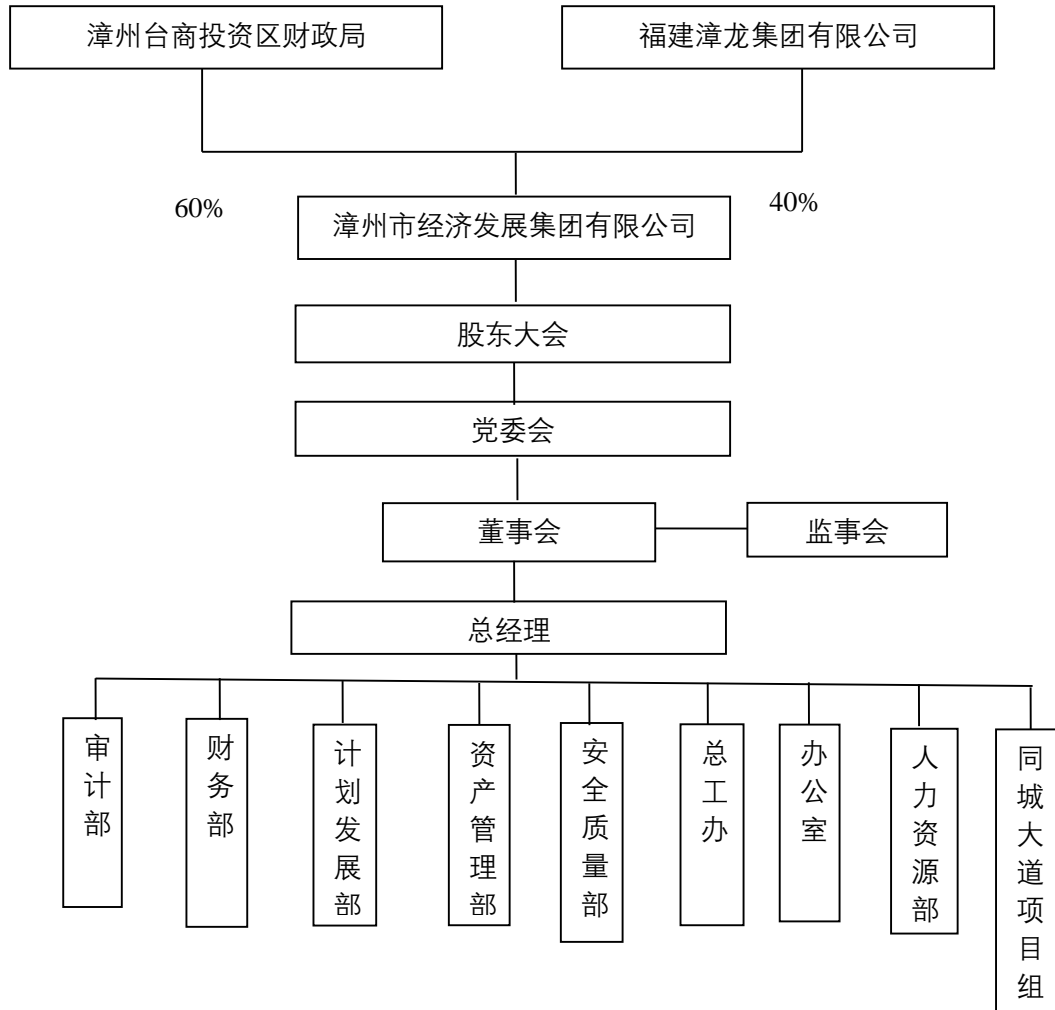 漳州台商投资区财政局
福建漳龙集团有限公司
60%
40%
漳州市经济发展集团有限公司
股东大会
党委会
董事会
监事会
总经理
审计部
财务部
计划发展部
资产管理部
安全质量部
总工办
办公室
人力资源部
同城大道项目组